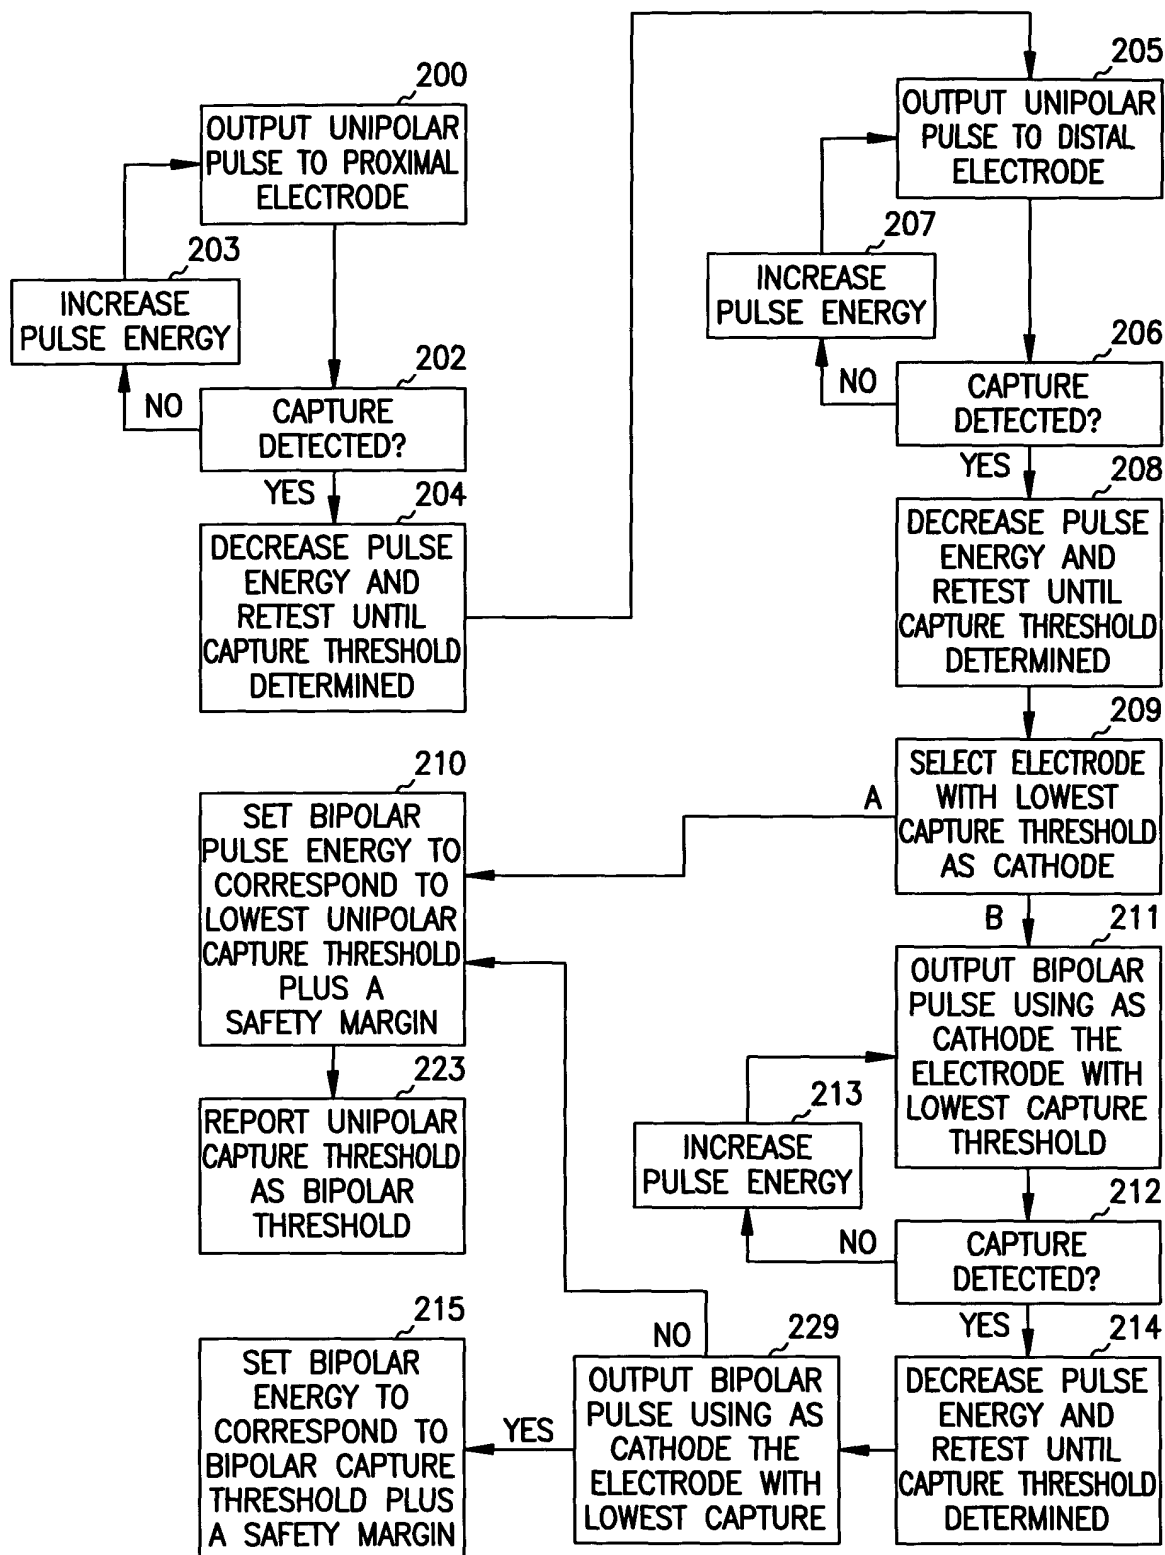 200
OUTPUT UNIPOLAR
PULSE TO PROXIMAL
ELECTRODE
203
INCREASE
PULSE ENERGY
202
CAPTURE
DETECTED?
NO
YES
204
DECREASE PULSE
ENERGY AND
RETEST UNTIL
CAPTURE THRESHOLD
DETERMINED
205
OUTPUT UNIPOLAR
PULSE TO DISTAL
ELECTRODE
207
INCREASE
PULSE ENERGY
206
CAPTURE
DETECTED?
NO
YES
208
DECREASE PULSE
ENERGY AND
RETEST UNTIL
CAPTURE THRESHOLD
DETERMINED
209
SELECT ELECTRODE
WITH LOWEST
CAPTURE THRESHOLD
AS CATHODE
A
B
210
SET BIPOLAR
PULSE ENERGY TO
CORRESPOND TO
LOWEST UNIPOLAR
CAPTURE THRESHOLD
PLUS A
SAFETY MARGIN
223
REPORT UNIPOLAR
CAPTURE THRESHOLD
AS BIPOLAR
THRESHOLD
211
OUTPUT BIPOLAR
PULSE USING AS
CATHODE THE
ELECTRODE WITH
LOWEST CAPTURE
THRESHOLD
213
INCREASE
PULSE ENERGY
212
CAPTURE
DETECTED?
NO
YES
214
DECREASE PULSE
ENERGY AND
RETEST UNTIL
CAPTURE THRESHOLD
DETERMINED
229
OUTPUT BIPOLAR
PULSE USING AS
CATHODE THE
ELECTRODE WITH
LOWEST CAPTURE
NO
YES
215
SET BIPOLAR
ENERGY TO
CORRESPOND TO
BIPOLAR CAPTURE
THRESHOLD PLUS
A SAFETY MARGIN